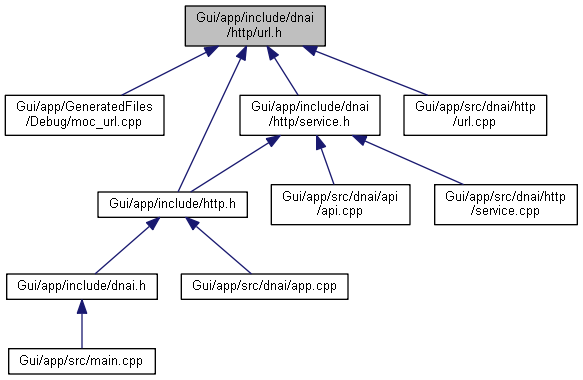 Gui/app/include/dnai
/http/url.h
Gui/app/GeneratedFiles
/Debug/moc_url.cpp
Gui/app/include/dnai
/http/service.h
Gui/app/src/dnai/http
/url.cpp
Gui/app/include/http.h
Gui/app/src/dnai/api
/api.cpp
Gui/app/src/dnai/http
/service.cpp
Gui/app/include/dnai.h
Gui/app/src/dnai/app.cpp
Gui/app/src/main.cpp